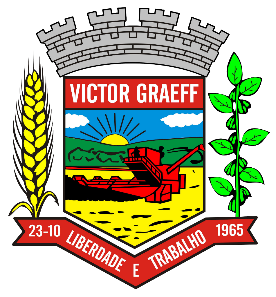 VICTOR GRAEFF
23-10 LIBERDADE E TRABALHO 1965